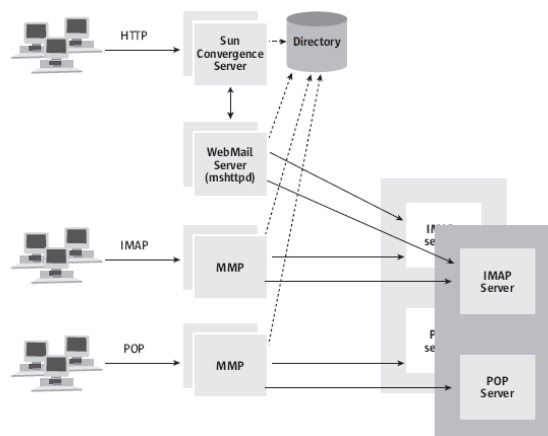 HTTP
Sun
Convergence
Server
Directory
WebMail
Server
(mshttpd)
IMAP
MMP
IMAP
Server
POP
MMP
POP
Server